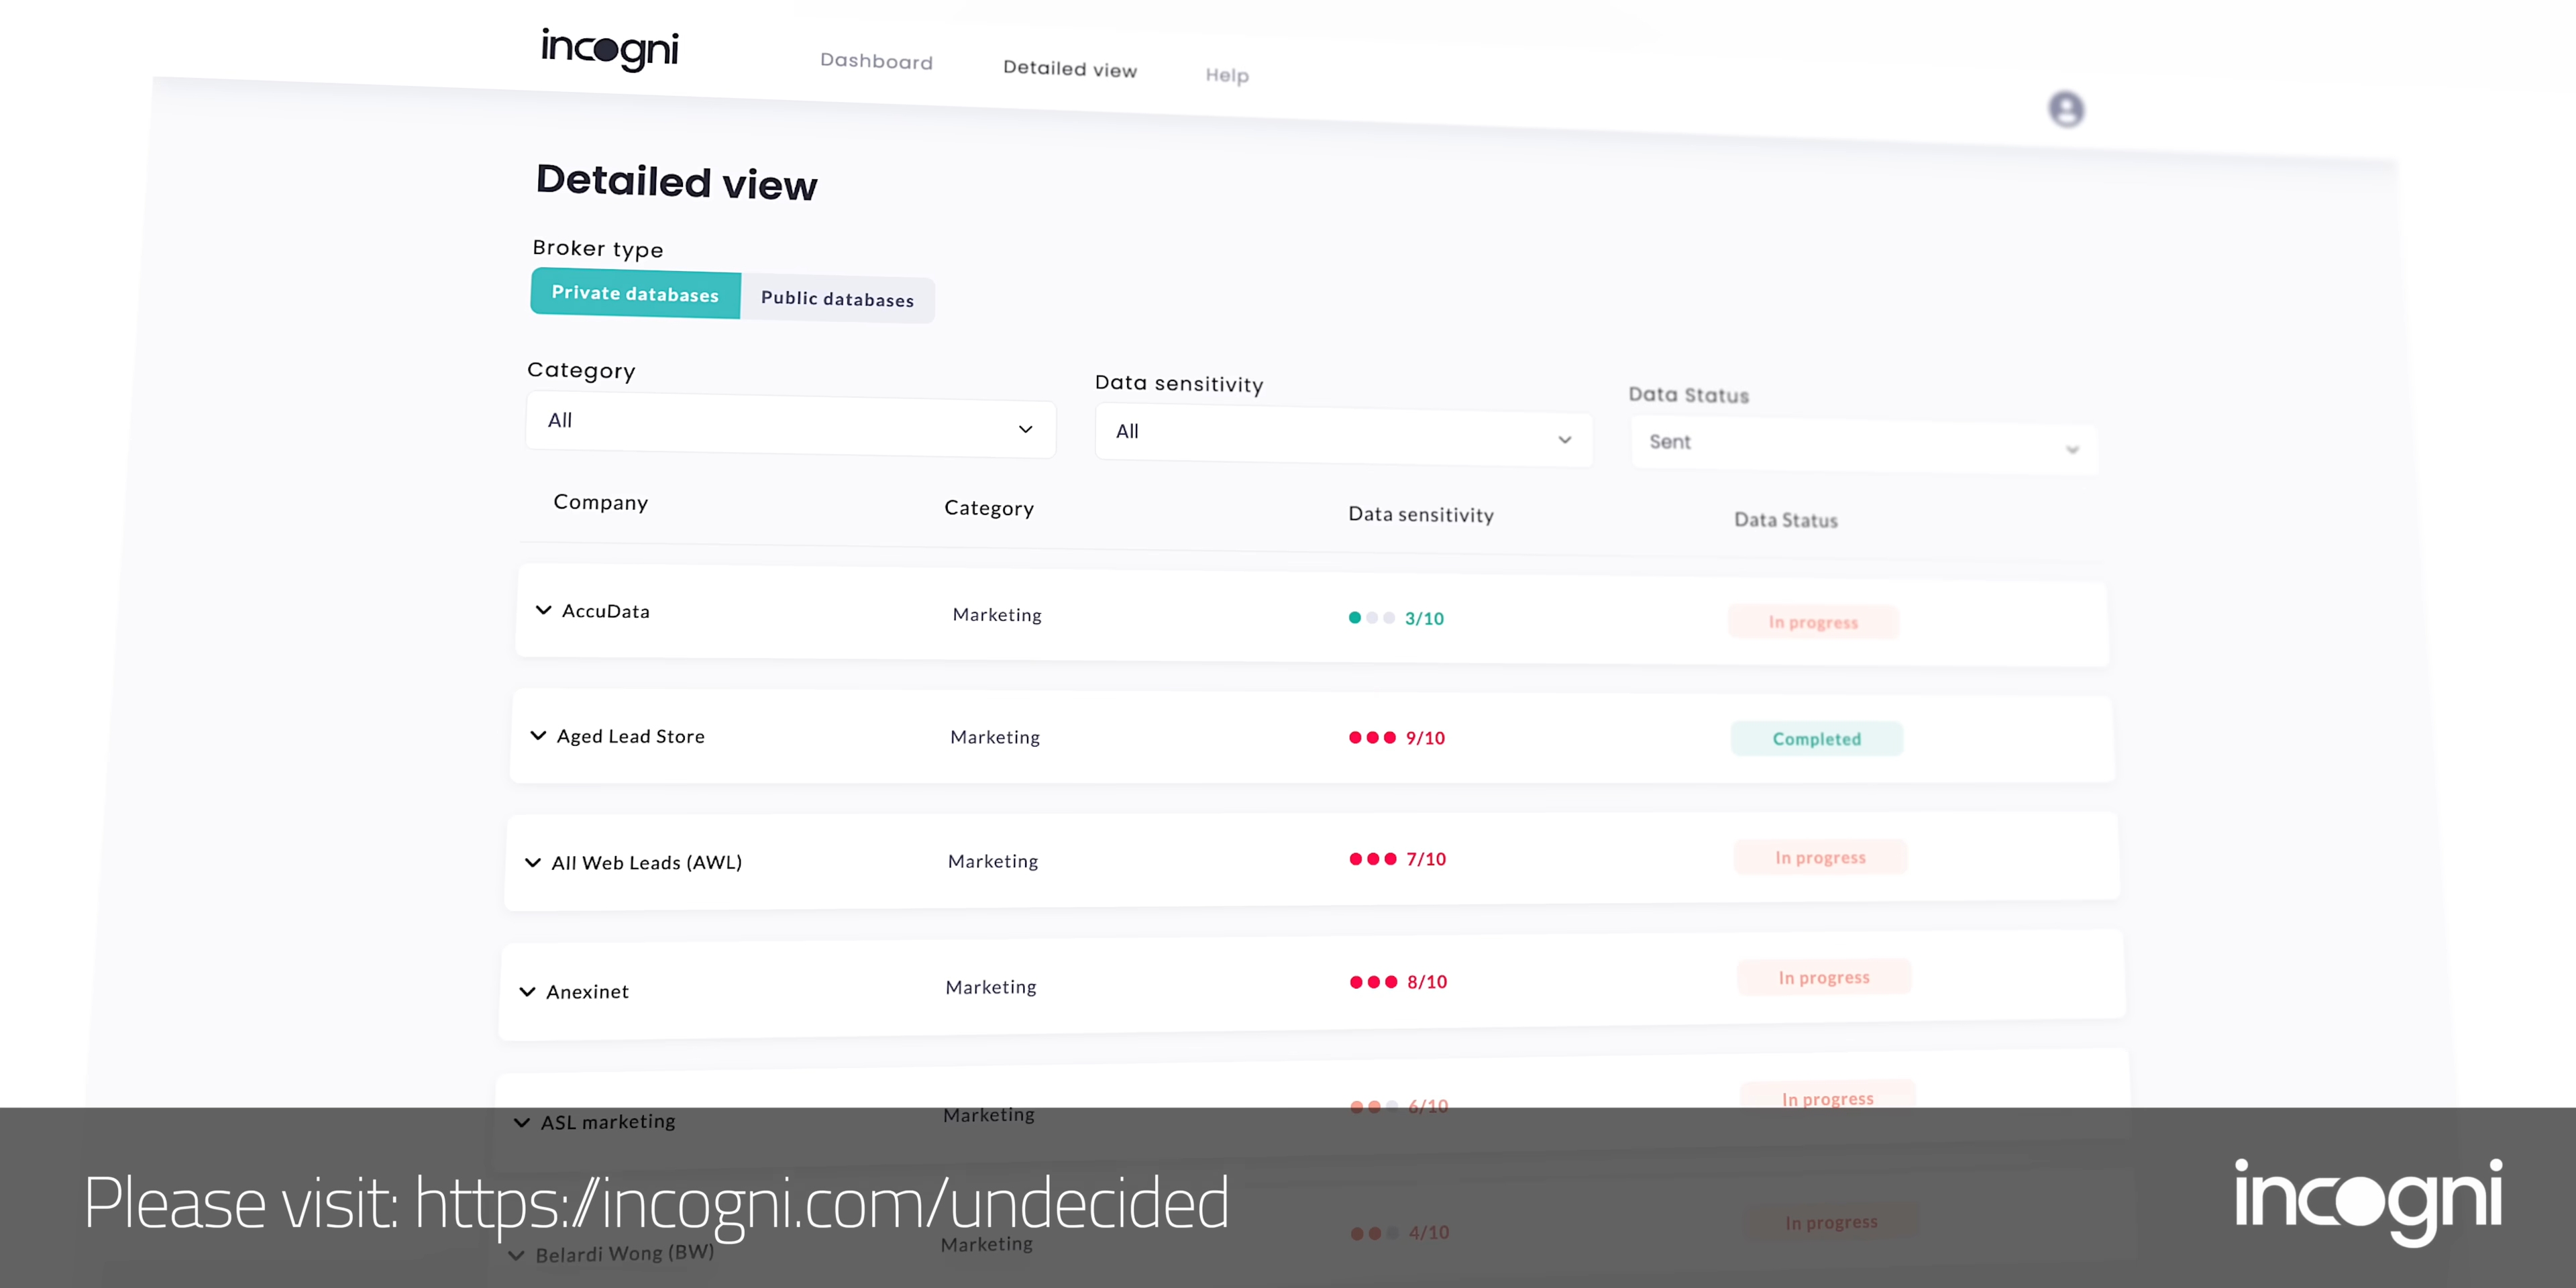 incogni
Dashboard Detailed view Help
Detailed view
Broker type
Private databases Public databases
Category Data sensitivity Data Status
All All Sent
Company Category Data sensitivity Data Status
AccuData Marketing 3/10 In progress
Aged Lead Store Marketing 9/10 Completed
All Web Leads (AWL) Marketing 7/10 In progress
Anexinet Marketing 8/10 In progress
ASL marketing Marketing 6/10 In progress
Please visit: https://incogni.com/undecided incogni
Belardi Wong (BW) Marketing 4/10 In progress